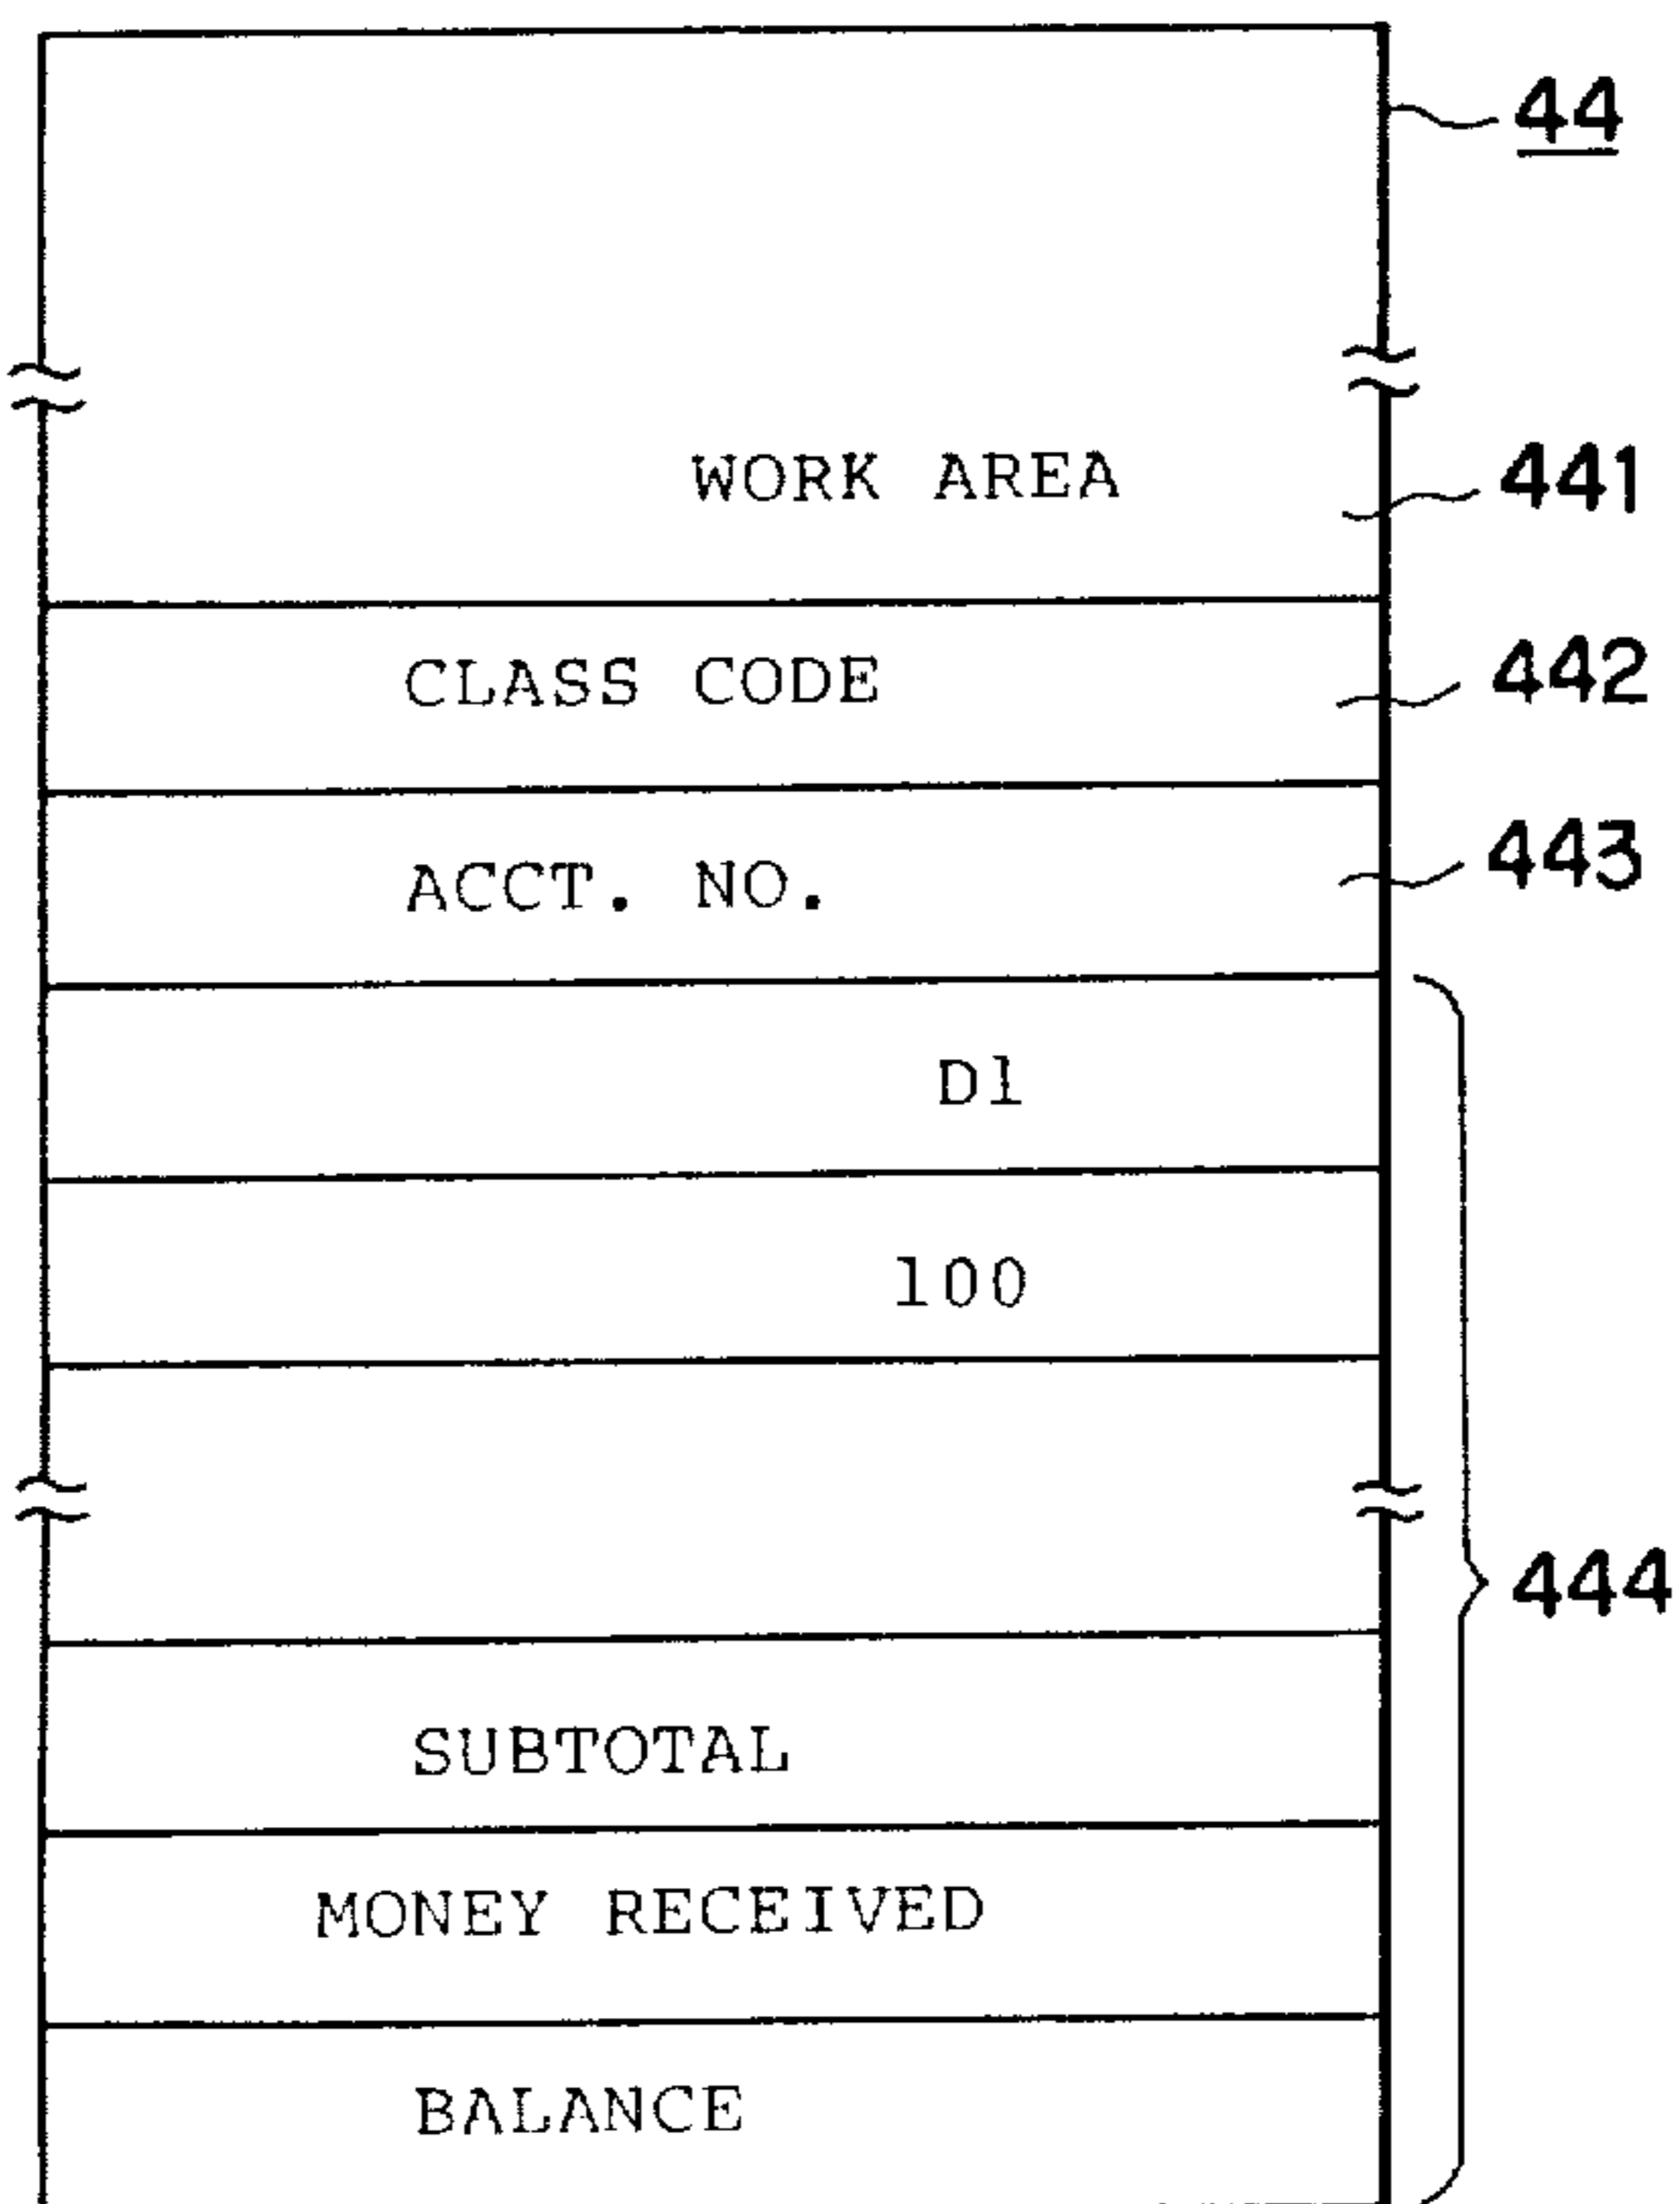 44
WORK AREA 441
CLASS CODE 442
ACCT. NO. 443
D1
100
444
SUBTOTAL
MONEY RECEIVED
BALANCE